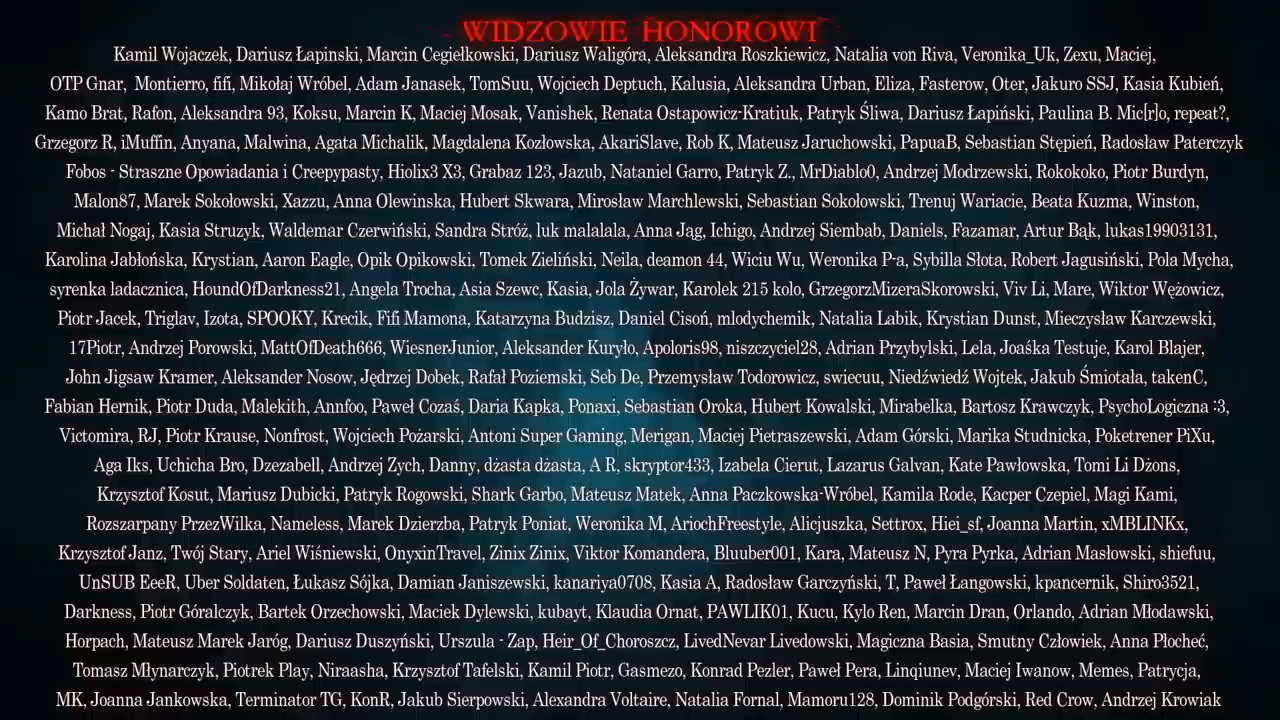 WIDZOWIE HONOROWI
Kamil Wojaczek, Dariusz Łapinski, Marcin Cegiełkowski, Dariusz Waligóra, Aleksandra Roszkiewicz, Natalia von Riva, Veronika_Uk, Zexu, Maciej,
OTP Gnar, Montierro, fifi, Mikołaj Wróbel, Adam Janasek, TomSuu, Wojciech Deptuch, Kalusia, Aleksandra Urban, Eliza, Fasterow, Oter, Jakuro SSJ, Kasia Kubień,
Kamo Brat, Rafon, Aleksandra 93, Koksu, Marcin K, Maciej Mosak, Vanishek, Renata Ostapowicz-Kratiuk, Patryk Śliwa, Dariusz Łapiński, Paulina B. Mic[r]o, repeat?,
Grzegorz R, iMuffin, Anyana, Malwina, Agata Michalik, Magdalena Kozłowska, AkariSlave, Rob K, Mateusz Jaruchowski, PapuaB, Sebastian Stępień, Radosław Paterczyk
Fobos - Straszne Opowiadania i Creepypasty, Hiolix3 X3, Grabaz 123, Jazub, Nataniel Garro, Patryk Z., MrDiablo0, Andrzej Modrzewski, Rokokoko, Piotr Burdyn,
Malon87, Marek Sokołowski, Xazzu, Anna Olewinska, Hubert Skwara, Mirosław Marchlewski, Sebastian Sokołowski, Trenuj Wariacie, Beata Kuzma, Winston,
Michał Nogaj, Kasia Struzyk, Waldemar Czerwiński, Sandra Stróż, luk malalala, Anna Jag, Ichigo, Andrzej Siembab, Daniels, Fazamar, Artur Bąk, lukas19903131,
Karolina Jabłońska, Krystian, Aaron Eagle, Opik Opikowski, Tomek Zieliński, Neila, deamon 44, Wiciu Wu, Weronika P-a, Sybilla Słota, Robert Jagusiński, Pola Mycha,
syrenka ladacznica, HoundOfDarkness21, Angela Trocha, Asia Szewc, Kasia, Jola Żywar, Karolek 215 kolo, GrzegorzMizeraSkorowski, Viv Li, Mare, Wiktor Wężowicz,
Piotr Jacek, Triglav, Izota, SPOOKY, Krecik, Fifi Mamona, Katarzyna Budzisz, Daniel Cisoń, mlodychemik, Natalia Labik, Krystian Dunst, Mieczysław Karczewski,
17Piotr, Andrzej Porowski, MattOfDeath666, WiesnerJunior, Aleksander Kuryło, Apoloris98, niszczyciel28, Adrian Przybylski, Lela, Joaśka Testuje, Karol Blajer,
John Jigsaw Kramer, Aleksander Nosow, Jędrzej Dobek, Rafał Poziemski, Seb De, Przemysław Todorowicz, swiecuu, Niedźwiedź Wojtek, Jakub Śmiotała, takenC,
Fabian Hernik, Piotr Duda, Malekith, Annfoo, Paweł Cozaś, Daria Kapka, Ponaxi, Sebastian Oroka, Hubert Kowalski, Mirabelka, Bartosz Krawczyk, PsychoLogiczna :3,
Victomira, RJ, Piotr Krause, Nonfrost, Wojciech Pożarski, Antoni Super Gaming, Merigan, Maciej Pietraszewski, Adam Górski, Marika Studnicka, Poketrener PiXu,
Aga Iks, Uchicha Bro, Dzezabell, Andrzej Zych, Danny, dżasta dżasta, A R, skryptor433, Izabela Cierut, Lazarus Galvan, Kate Pawłowska, Tomi Li Dżons,
Krzysztof Kosut, Mariusz Dubicki, Patryk Rogowski, Shark Garbo, Mateusz Matek, Anna Paczkowska-Wróbel, Kamila Rode, Kacper Czepiel, Magi Kami,
Rozszarpany PrzezWilka, Nameless, Marek Dzierzba, Patryk Poniat, Weronika M, AriochFreestyle, Alicjuszka, Settrox, Hiei_sf, Joanna Martin, xMBLINKx,
Krzysztof Janz, Twój Stary, Ariel Wiśniewski, OnyxinTravel, Zinix Zinix, Viktor Komandera, Bluuber001, Kara, Mateusz N, Pyra Pyrka, Adrian Masłowski, shiefuu,
UnSUB EeeR, Uber Soldaten, Łukasz Sójka, Damian Janiszewski, kanariya0708, Kasia A, Radosław Garczyński, T, Paweł Łangowski, kpancernik, Shiro3521,
Darkness, Piotr Góralczyk, Bartek Orzechowski, Maciek Dylewski, kubayt, Klaudia Ornat, PAWLIK01, Kucu, Kylo Ren, Marcin Dran, Orlando, Adrian Młodawski,
Horpach, Mateusz Marek Jaróg, Dariusz Duszyński, Urszula - Zap, Heir_Of_Choroszcz, LivedNevar Livedowski, Magiczna Basia, Smutny Człowiek, Anna Płocheć,
Tomasz Młynarczyk, Piotrek Play, Niraasha, Krzysztof Tafelski, Kamil Piotr, Gasmezo, Konrad Pezler, Paweł Pera, Linqiunev, Maciej Iwanow, Memes, Patrycja,
MK, Joanna Jankowska, Terminator TG, KonR, Jakub Sierpowski, Alexandra Voltaire, Natalia Fornal, Mamoru128, Dominik Podgórski, Red Crow, Andrzej Krowiak